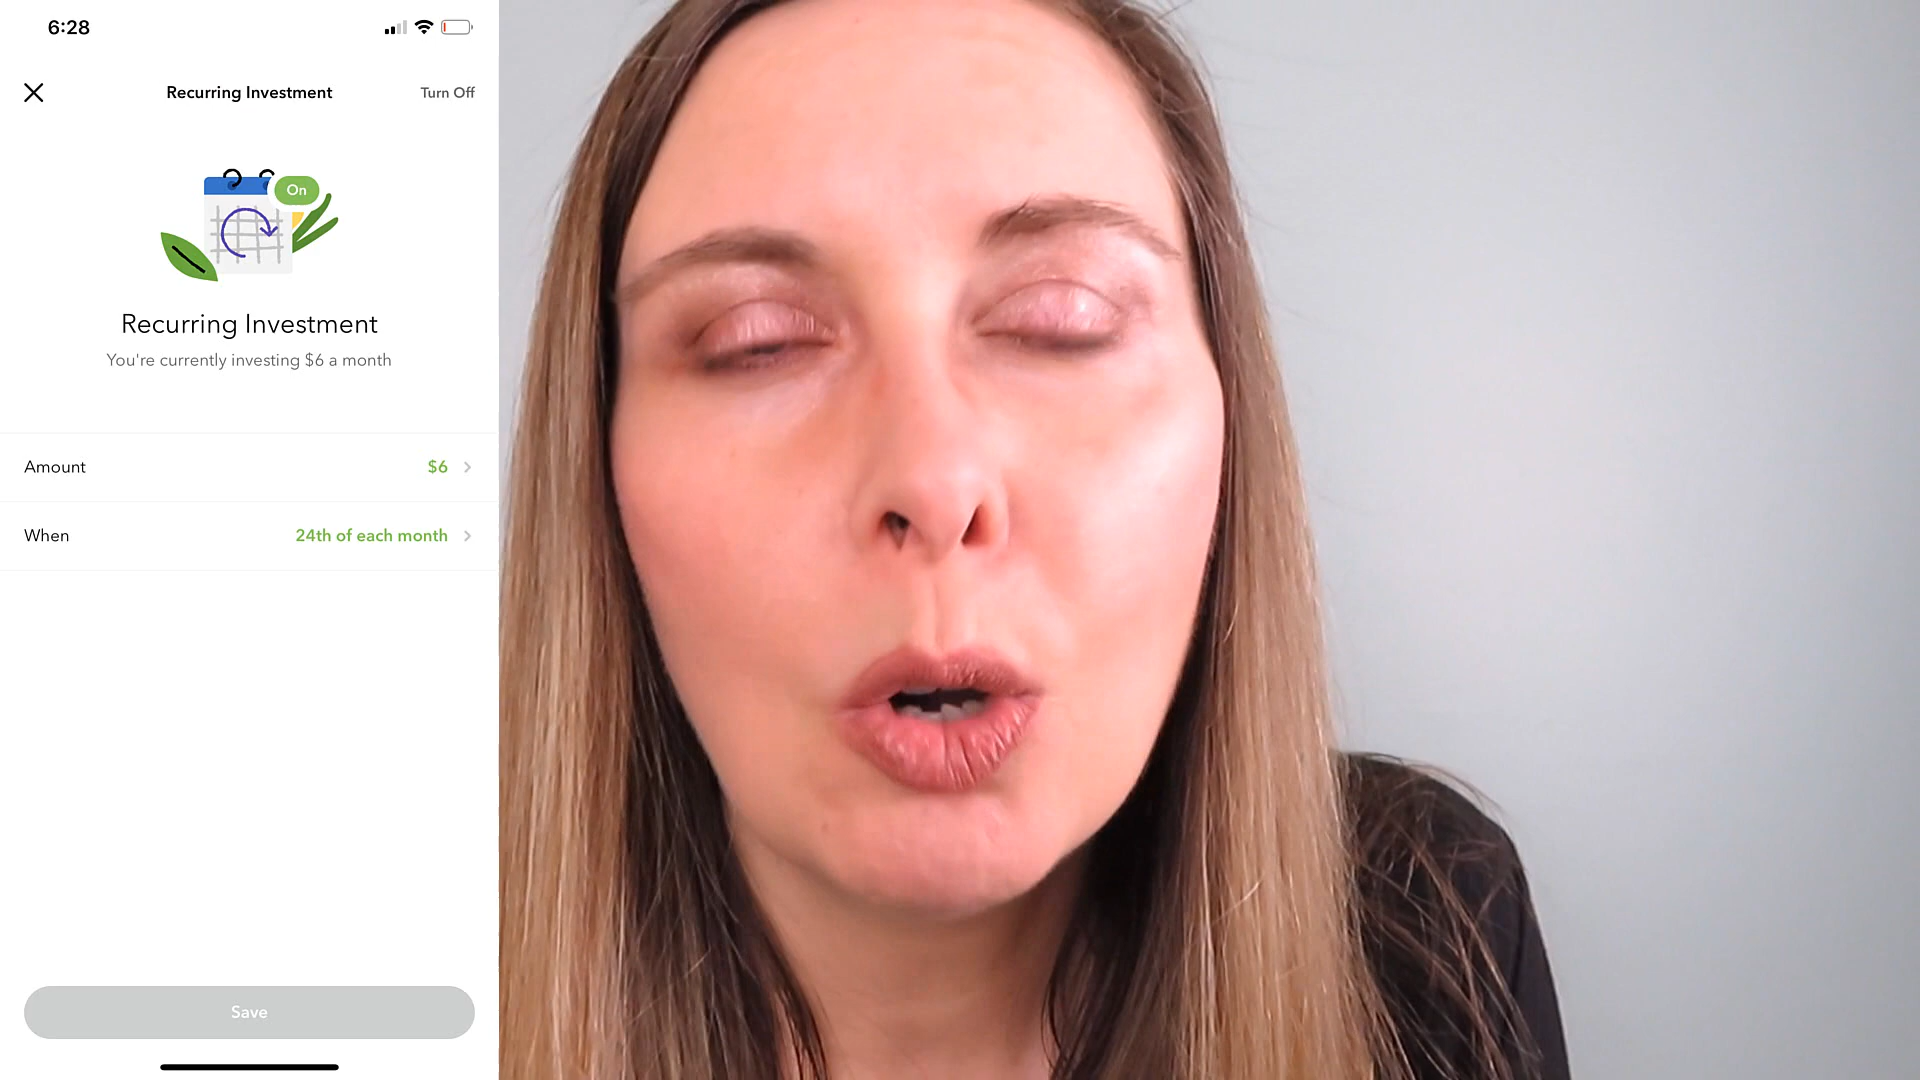 6:28
Recurring Investment
Turn Off
On
Recurring Investment
You're currently investing $6 a month
Amount
$6
When
24th of each month
Save